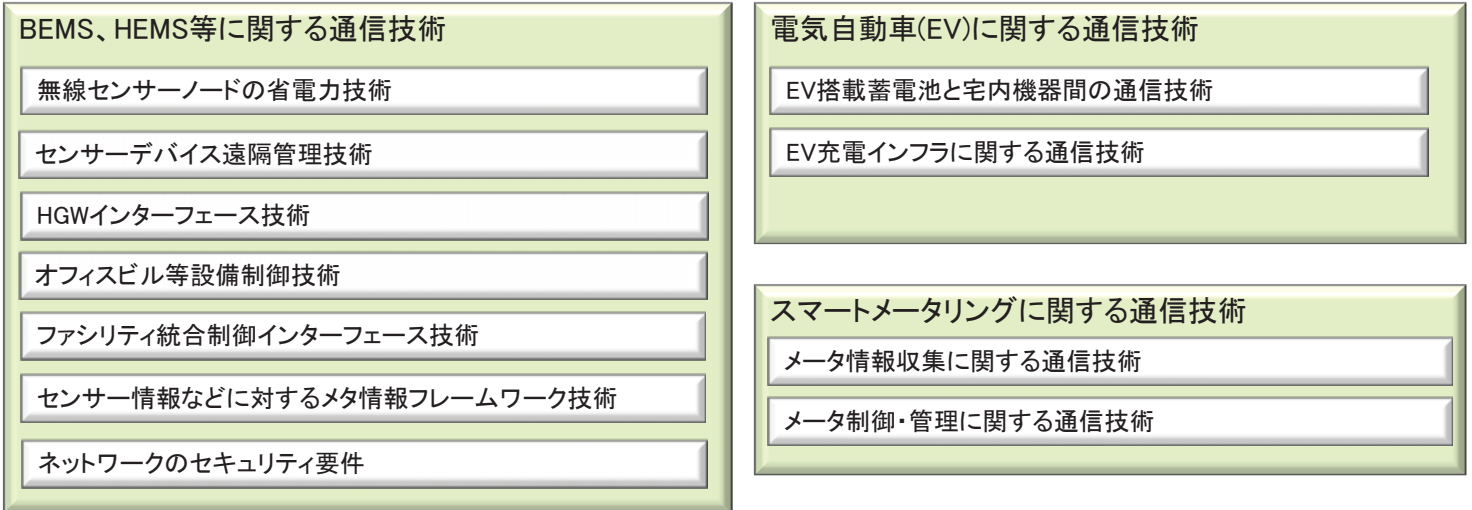 BEMS、HEMS等に関する通信技術
無線センサーノードの省電力技術
センサーデバイス遠隔管理技術
HGWインターフェース技術
オフィスビル等設備制御技術
ファシリティ統合制御インターフェース技術
センサー情報などに対するメタ情報フレームワーク技術
ネットワークのセキュリティ要件
電気自動車(EV)に関する通信技術
EV搭載蓄電池と宅内機器間の通信技術
EV充電インフラに関する通信技術
スマートメータリングに関する通信技術
メータ情報収集に関する通信技術
メータ制御・管理に関する通信技術